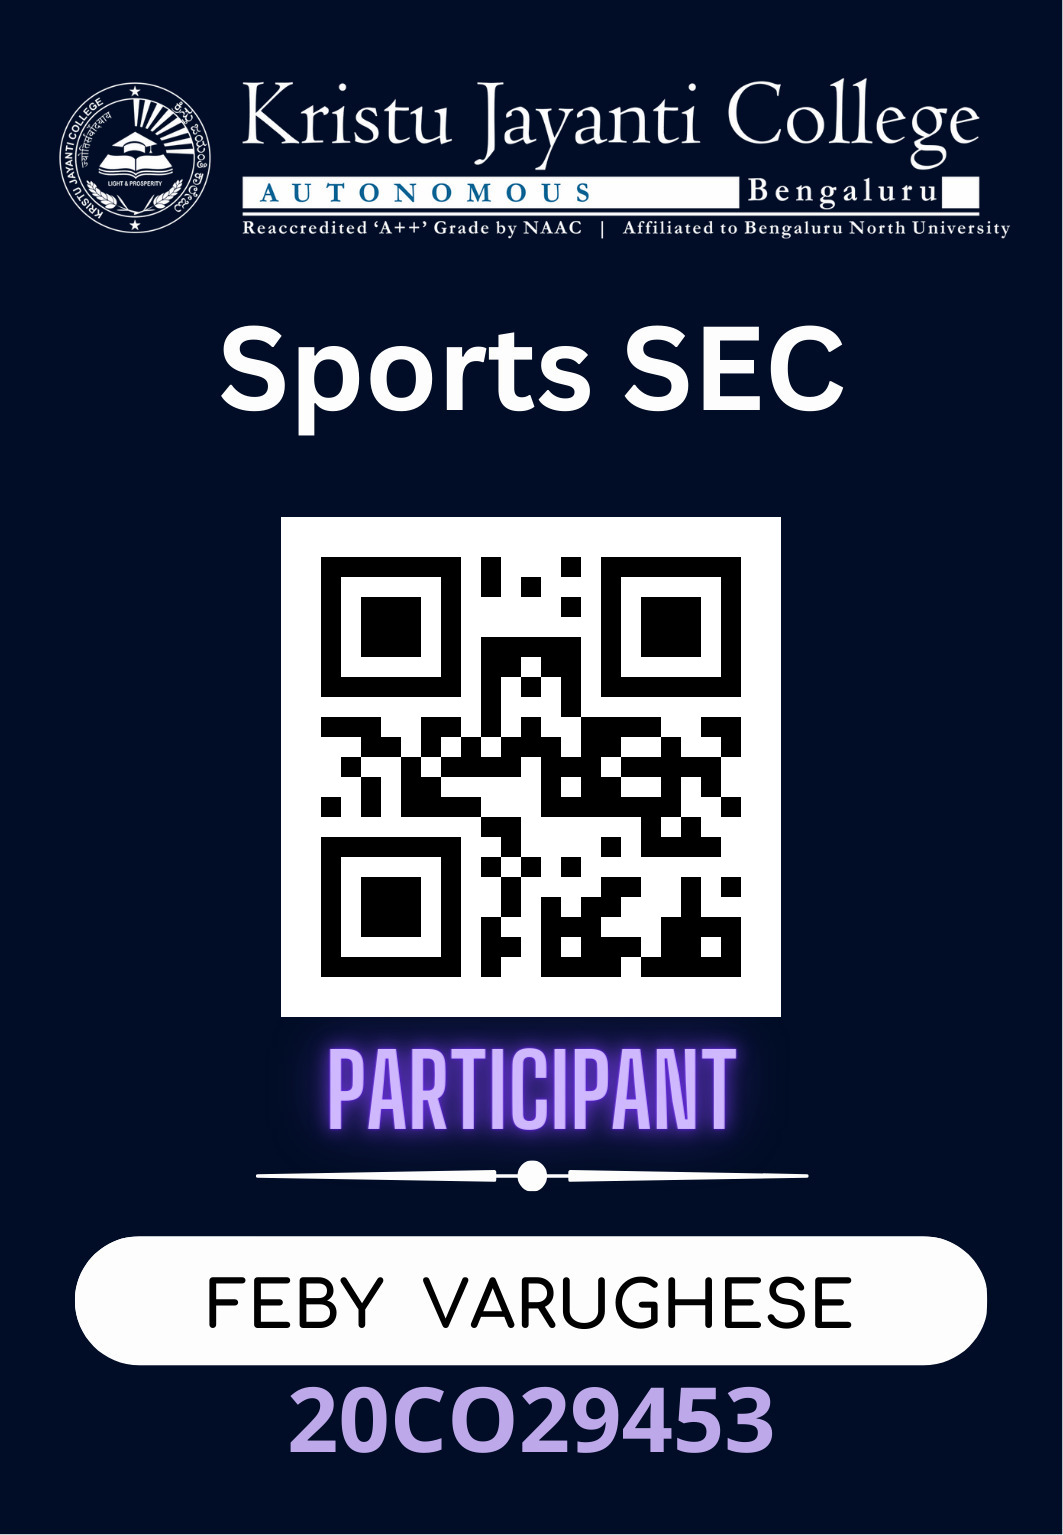 KRISTU JAYANTI COLLEGE
ಕ್ರಿಸ್ತು ಜಯಂತಿ ಕಾಲೇಜು
LIGHT & PROSPERITY
Kristu Jayanti College
AUTONOMOUS Bengaluru
Reaccredited ‘A++’ Grade by NAAC | Affiliated to Bengaluru North University
Sports SEC
PARTICIPANT
FEBY VARUGHESE
20CO29453